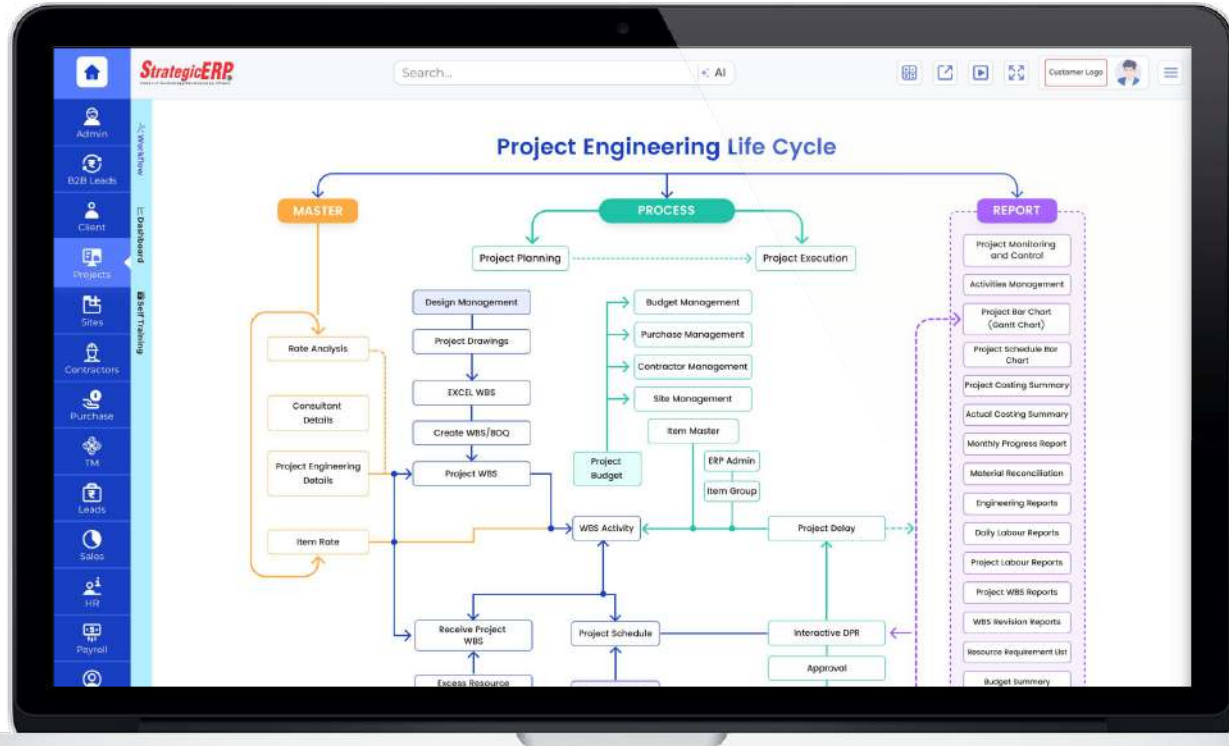 StrategicERP
Search...
AI
Customer Logo
Admin
B2B Leads
Client
Projects
Sites
Contractors
Purchase
TM
Leads
Sales
HR
Payroll
Workflow
Dashboard
Self Training
Project Engineering Life Cycle
MASTER
PROCESS
REPORT
Project Planning
Project Execution
Rate Analysis
Consultant
Details
Project Engineering
Details
Item Rate
Design Management
Project Drawings
EXCEL WBS
Create WBS/BOQ
Project WBS
Budget Management
Purchase Management
Contractor Management
Site Management
Item Master
Project
Budget
ERP Admin
Item Group
WBS Activity
Project Delay
Receive Project
WBS
Project Schedule
Interactive DPR
Excess Resource
Approval
Project Monitoring
and Control
Activities Management
Project Bar Chart
(Gantt Chart)
Project Schedule Bar
Chart
Project Costing Summary
Actual Costing Summary
Monthly Progress Report
Material Reconciliation
Engineering Reports
Daily Labour Reports
Project Labour Reports
Project WBS Reports
WBS Revision Reports
Resource Requirement List
Budget Summary